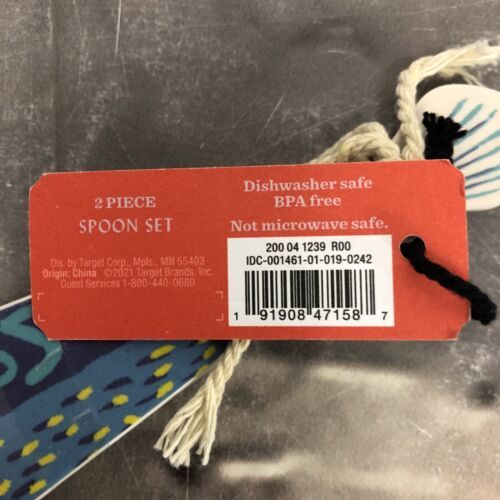 2 PIECE
SPOON SET
Dis. by Target Corp., Mpls., MN 55403
Origin: China ©2021 Target Brands, Inc.
Guest Services 1-800-440-0680
Dishwasher safe
BPA free
Not microwave safe.
200 04 1239 R00
IDC-001461-01-019-0242
1 91908 47158 7